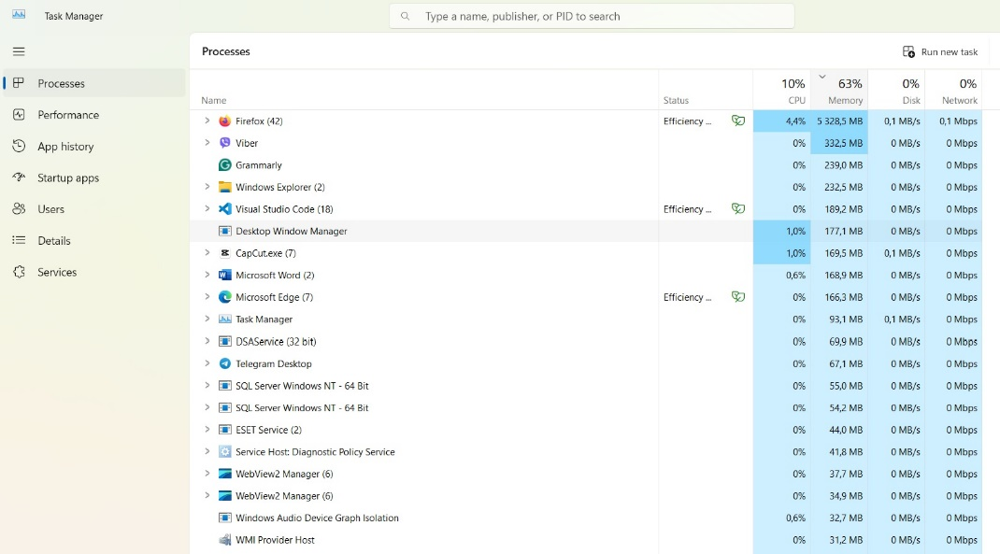 Task Manager
Type a name, publisher, or PID to search
Processes
Performance
App history
Startup apps
Users
Details
Services
Processes
Run new task
10% 63% 0% 0%
Name Status CPU Memory Disk Network
Firefox (42) Efficiency ... 4,4% 5 328,5 MB 0,1 MB/s 0,1 Mbps
Viber 0% 332,5 MB 0 MB/s 0 Mbps
Grammarly 0% 239,0 MB 0 MB/s 0 Mbps
Windows Explorer (2) 0% 232,5 MB 0 MB/s 0 Mbps
Visual Studio Code (18) Efficiency ... 0% 189,2 MB 0 MB/s 0 Mbps
Desktop Window Manager 1,0% 177,1 MB 0 MB/s 0 Mbps
CapCut.exe (7) 1,0% 169,5 MB 0,1 MB/s 0 Mbps
Microsoft Word (2) 0,6% 168,9 MB 0 MB/s 0 Mbps
Microsoft Edge (7) Efficiency ... 0% 166,3 MB 0 MB/s 0 Mbps
Task Manager 0% 93,1 MB 0,1 MB/s 0 Mbps
DSAService (32 bit) 0% 69,9 MB 0 MB/s 0 Mbps
Telegram Desktop 0% 67,1 MB 0 MB/s 0 Mbps
SQL Server Windows NT - 64 Bit 0% 55,0 MB 0 MB/s 0 Mbps
SQL Server Windows NT - 64 Bit 0% 54,2 MB 0 MB/s 0 Mbps
ESET Service (2) 0% 44,0 MB 0 MB/s 0 Mbps
Service Host: Diagnostic Policy Service 0% 41,8 MB 0 MB/s 0 Mbps
WebView2 Manager (6) 0% 37,7 MB 0 MB/s 0 Mbps
WebView2 Manager (6) 0% 34,9 MB 0 MB/s 0 Mbps
Windows Audio Device Graph Isolation 0,6% 32,7 MB 0 MB/s 0 Mbps
WMI Provider Host 0% 31,2 MB 0 MB/s 0 Mbps